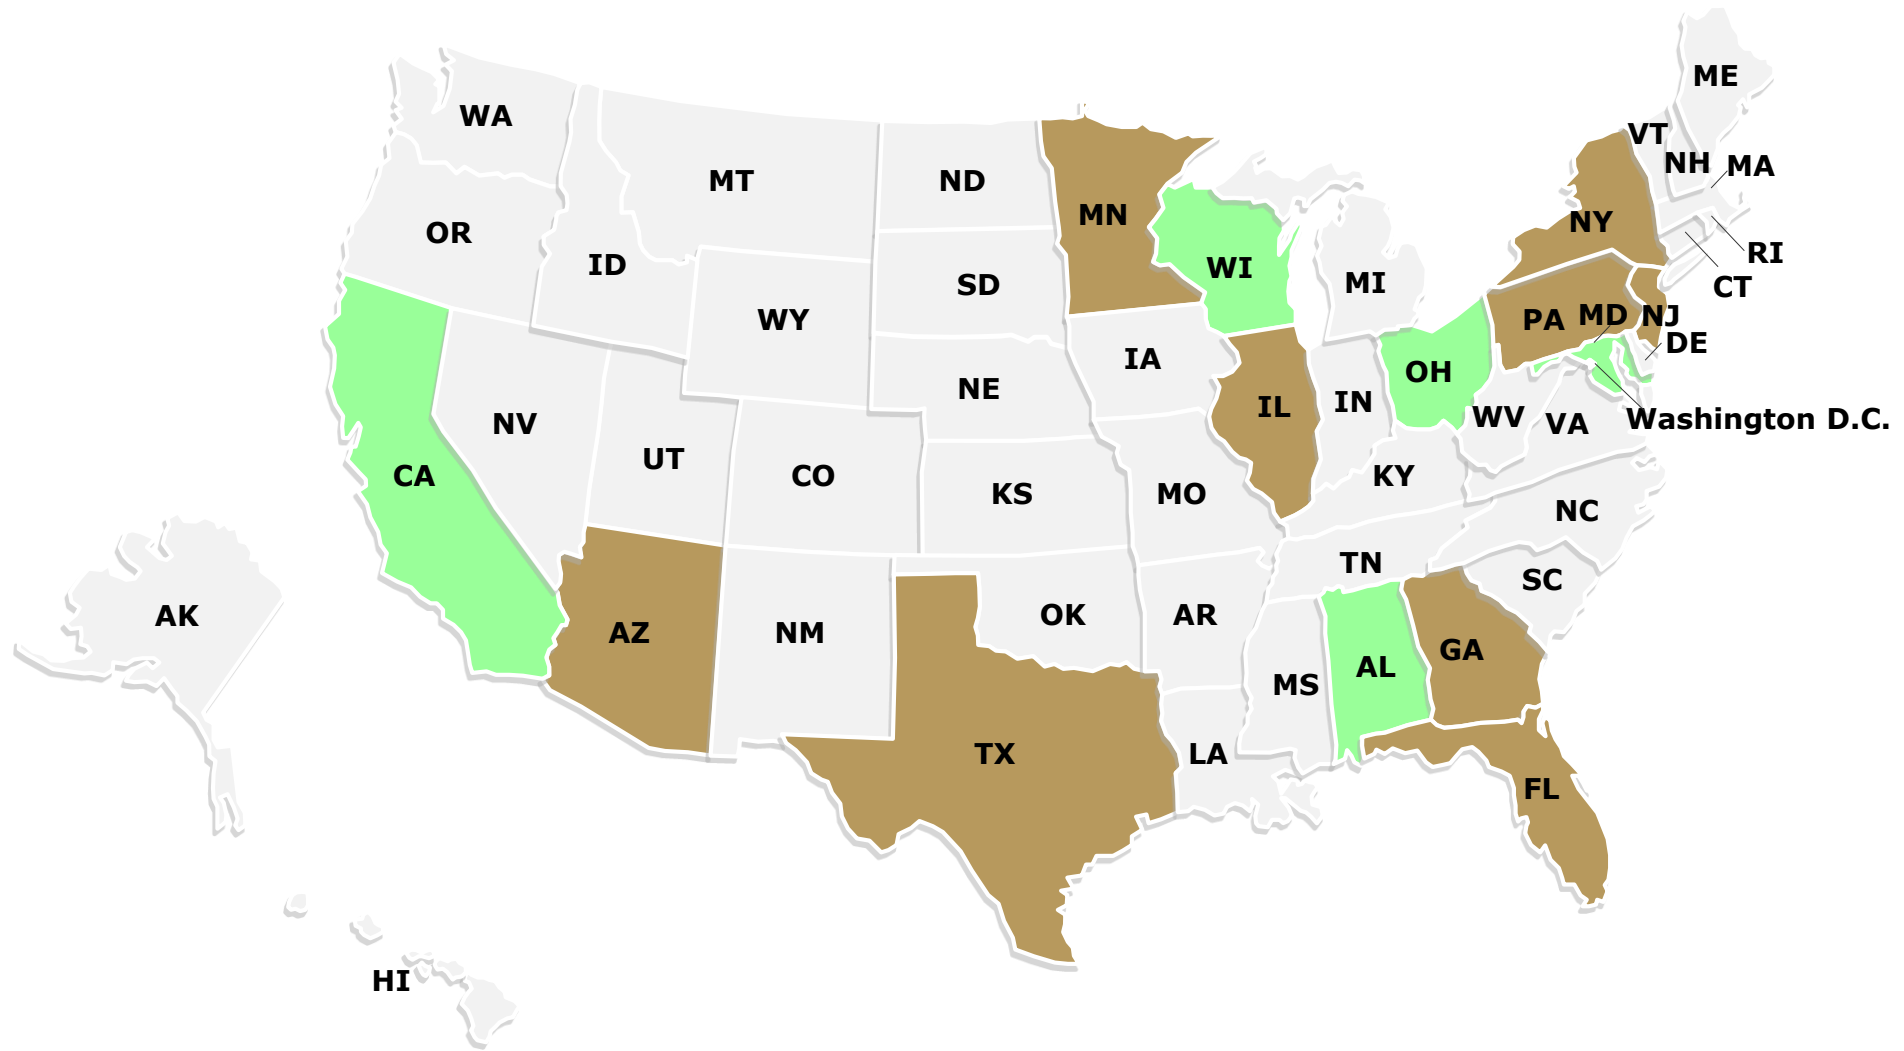 ME
WA
VT
NH
MA
MT
ND
MN
NY
OR
ID
WI
RI
SD
MI
CT
WY
PA
MD
NJ
DE
IA
OH
NE
IL
IN
WV
VA
Washington D.C.
NV
UT
CO
CA
KS
MO
KY
NC
TN
SC
AK
AZ
NM
OK
AR
GA
AL
MS
TX
LA
FL
HI